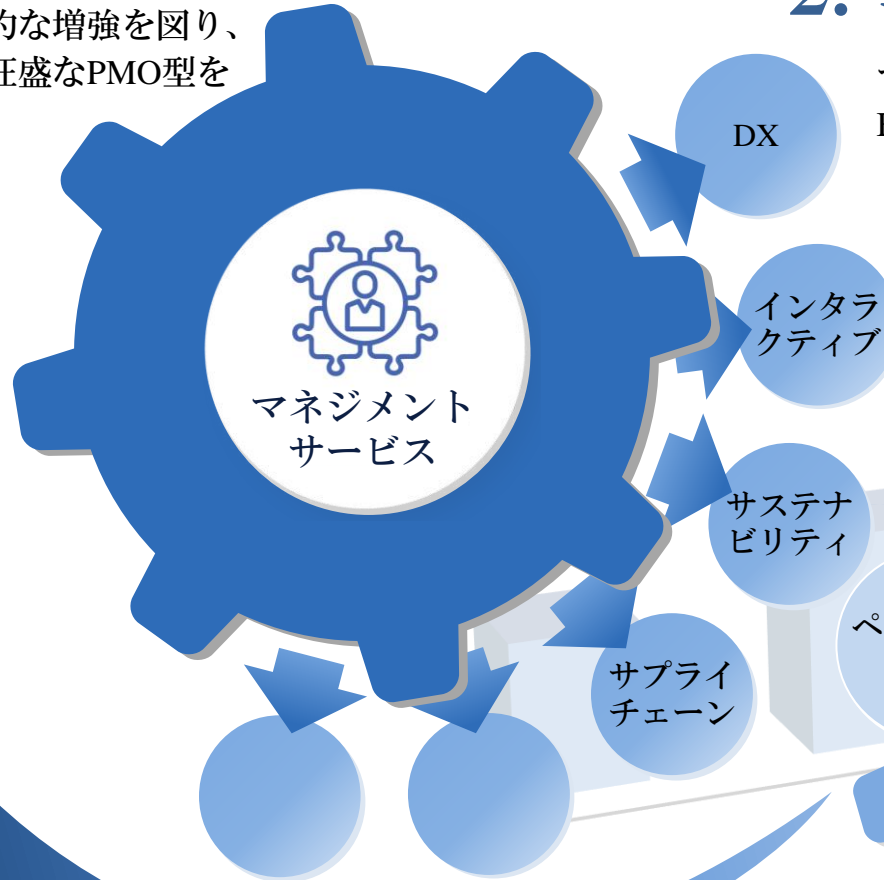 的な増強を図り、
旺盛なPMO型を
2.
DX
インタラ
クティブ
マネジメント
サービス
サステナ
ビリティ
ペ
サプライ
チェーン